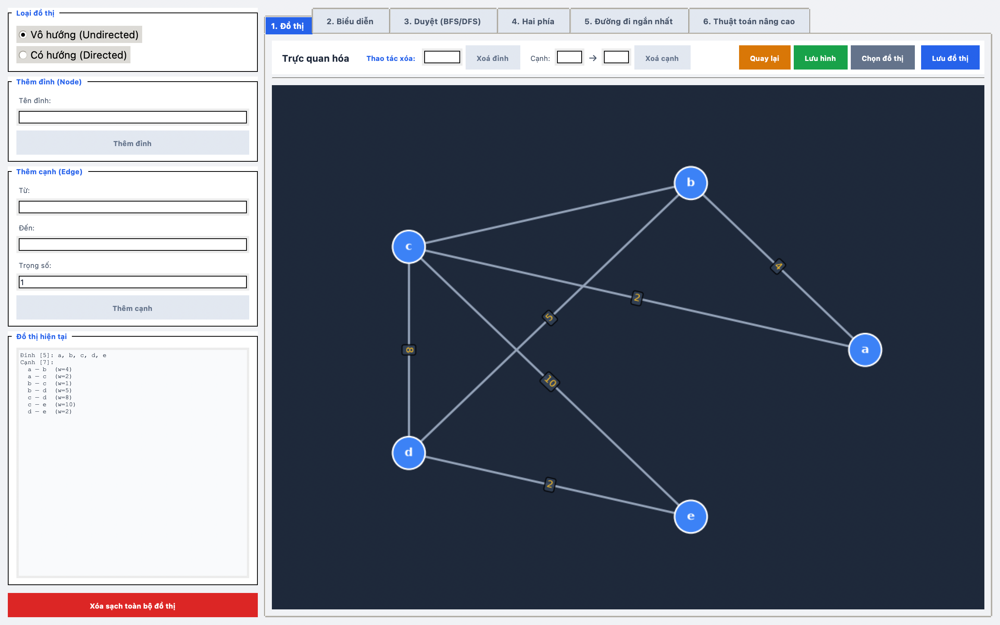 Loại đồ thị
Vô hướng (Undirected)
Có hướng (Directed)
Thêm đỉnh (Node)
Tên đỉnh:
Thêm đỉnh
Thêm cạnh (Edge)
Từ:
Đến:
Trọng số:
1
Thêm cạnh
Đồ thị hiện tại
Đỉnh [5]: a, b, c, d, e
Cạnh [7]:
a — b (w=4)
a — c (w=2)
b — c (w=1)
b — d (w=5)
c — d (w=8)
c — e (w=10)
d — e (w=2)
Xóa sạch toàn bộ đồ thị
1. Đồ thị
2. Biểu diễn
3. Duyệt (BFS/DFS)
4. Hai phía
5. Đường đi ngắn nhất
6. Thuật toán nâng cao
Trực quan hóa
Thao tác xóa:
Xoá đỉnh
Cạnh:
→
Xoá cạnh
Quay lại
Lưu hình
Chọn đồ thị
Lưu đồ thị
b
c
4
2
5
8
a
10
d
2
e